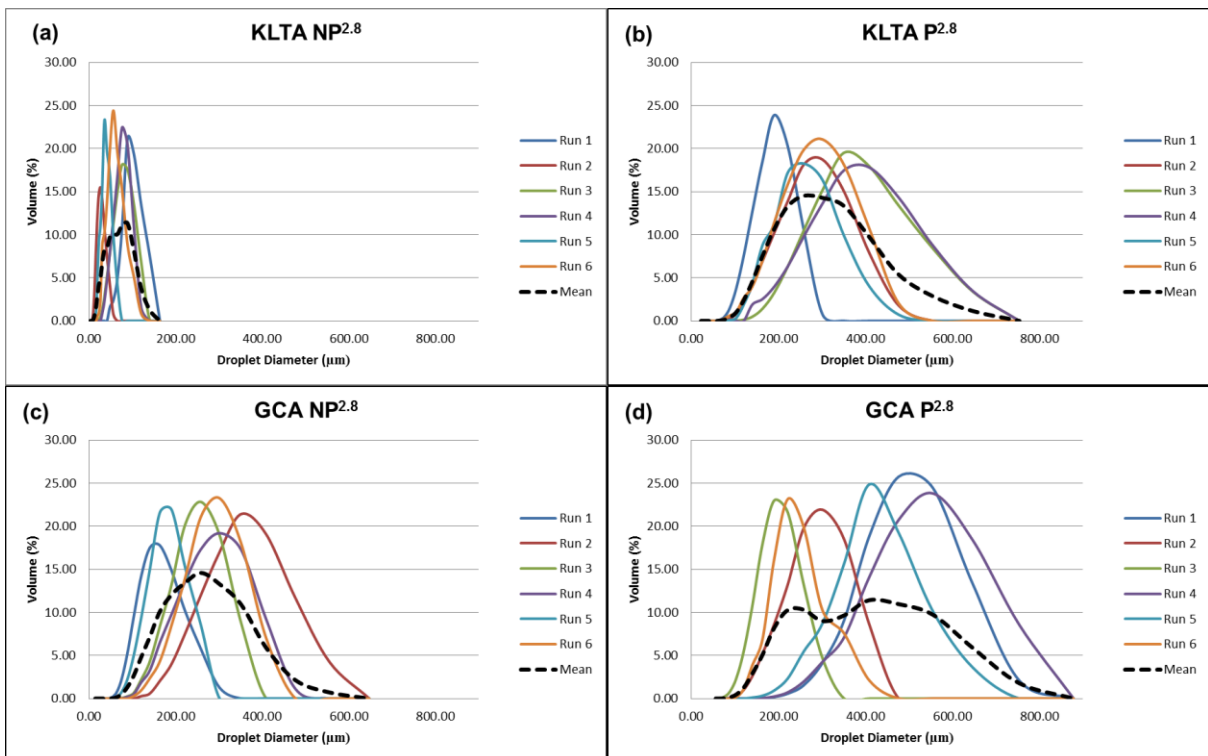 (a)
KLTA NP2.8
30.00
25.00
20.00
15.00
10.00
5.00
0.00
Volume (%)
0.00 200.00 400.00 600.00 800.00
Droplet Diameter (µm)
Run 1
Run 2
Run 3
Run 4
Run 5
Run 6
Mean
(b)
KLTA P2.8
30.00
25.00
20.00
15.00
10.00
5.00
0.00
Volume (%)
0.00 200.00 400.00 600.00 800.00
Droplet Diameter (µm)
Run 1
Run 2
Run 3
Run 4
Run 5
Run 6
Mean
(c)
GCA NP2.8
30.00
25.00
20.00
15.00
10.00
5.00
0.00
Volume (%)
0.00 200.00 400.00 600.00 800.00
Droplet Diameter (µm)
Run 1
Run 2
Run 3
Run 4
Run 5
Run 6
Mean
(d)
GCA P2.8
30.00
25.00
20.00
15.00
10.00
5.00
0.00
Volume (%)
0.00 200.00 400.00 600.00 800.00
Droplet Diameter (µm)
Run 1
Run 2
Run 3
Run 4
Run 5
Run 6
Mean